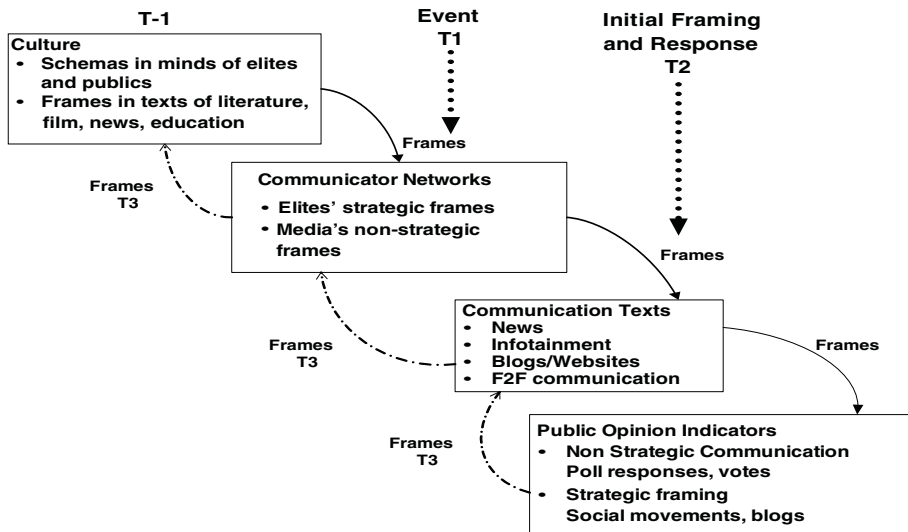 T-1
Event
T1
Initial Framing
and Response
T2
Culture
• Schemas in minds of elites
and publics
• Frames in texts of literature,
film, news, education
Frames
Frames
T3
Communicator Networks
• Elites' strategic frames
• Media's non-strategic
frames
Frames
Frames
T3
Communication Texts
• News
• Infotainment
• Blogs/Websites
• F2F communication
Frames
Frames
T3
Public Opinion Indicators
• Non Strategic Communication
Poll responses, votes
• Strategic framing
Social movements, blogs